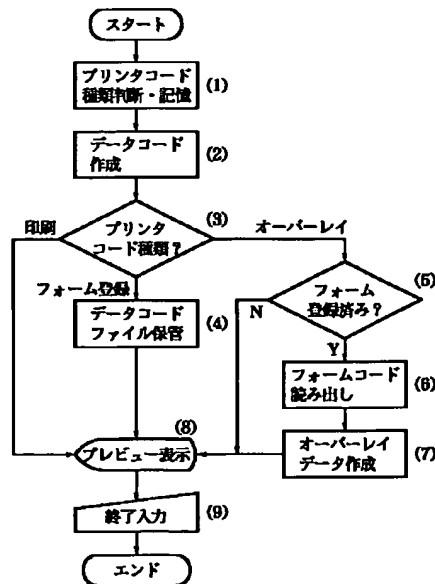 スタート
プリンタコード
種類判断・記憶
(1)
データコード
作成
(2)
プリンタ
コード種類?
(3)
印刷
オーバーレイ
フォーム登録
データコード
ファイル保管
(4)
フォーム
登録済み?
(5)
N
Y
フォームコード
読み出し
(6)
オーバーレイ
データ作成
(7)
(8)
プレビュー表示
終了入力
(9)
エンド